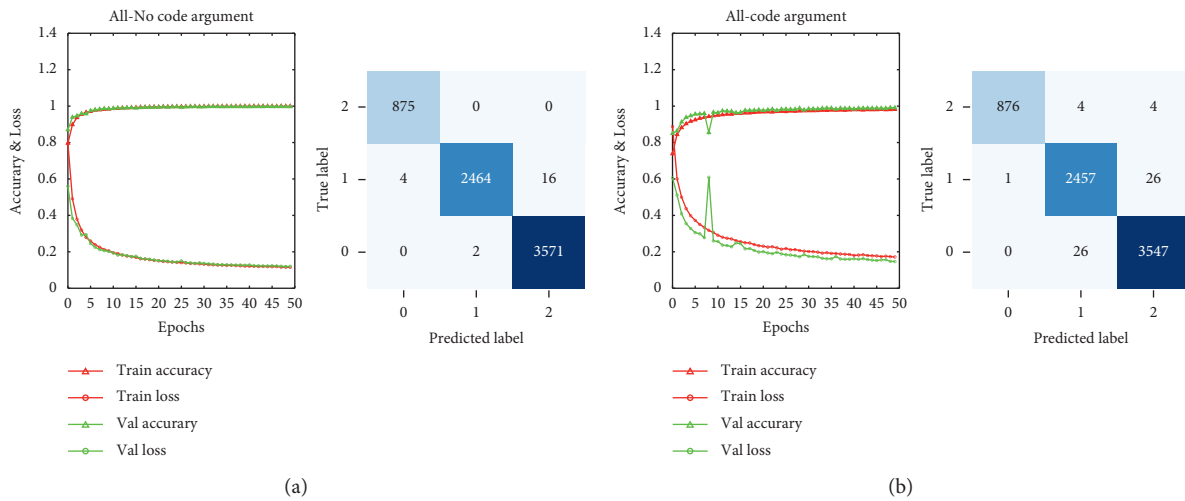 All-No code argument
1.4
1.2
1
0.8
0.6
0.4
0.2
0
Accurary & Loss
0 5 10 15 20 25 30 35 40 45 50
Epochs
Train accuracy
Train loss
Val accurary
Val loss
True label
2 875 0 0
1 4 2464 16
0 0 2 3571
0 1 2
Predicted label
(a)
All-code argument
1.4
1.2
1
0.8
0.6
0.4
0.2
0
Accurary & Loss
0 5 10 15 20 25 30 35 40 45 50
Epochs
Train accuracy
Train loss
Val accurary
Val loss
True label
2 876 4 4
1 1 2457 26
0 0 26 3547
0 1 2
Predicted label
(b)